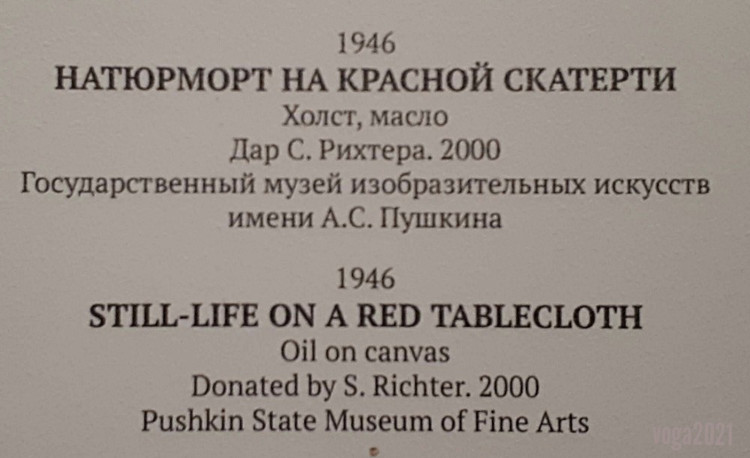 1946
НАТЮРМОРТ НА КРАСНОЙ СКАТЕРТИ
Холст, масло
Дар С. Рихтера. 2000
Государственный музей изобразительных искусств
имени А.С. Пушкина
1946
STILL-LIFE ON A RED TABLECLOTH
Oil on canvas
Donated by S. Richter. 2000
Pushkin State Museum of Fine Arts
voga2021